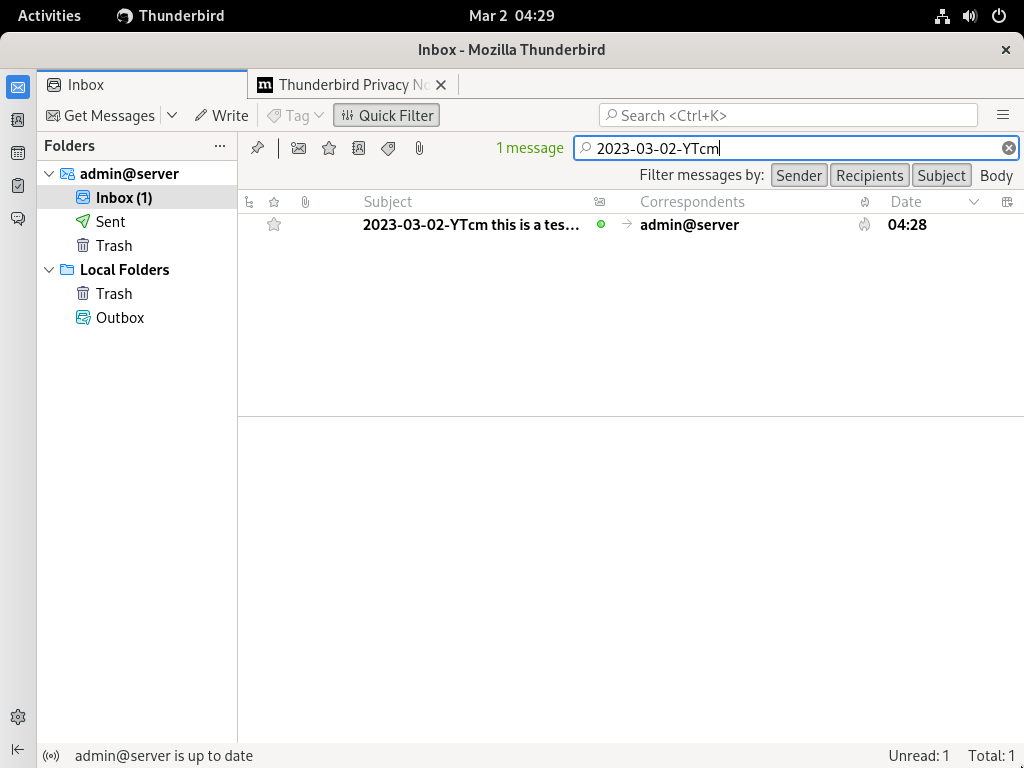 Activities Thunderbird Mar 2 04:29
Inbox - Mozilla Thunderbird
Inbox Thunderbird Privacy No
Get Messages Write Tag Quick Filter Search <Ctrl+K>
Folders 1 message 2023-03-02-YTcm
Filter messages by: Sender Recipients Subject Body
Subject Correspondents Date
2023-03-02-YTcm this is a tes... admin@server 04:28
admin@server
Inbox (1)
Sent
Trash
Local Folders
Trash
Outbox
admin@server is up to date Unread: 1 Total: 1